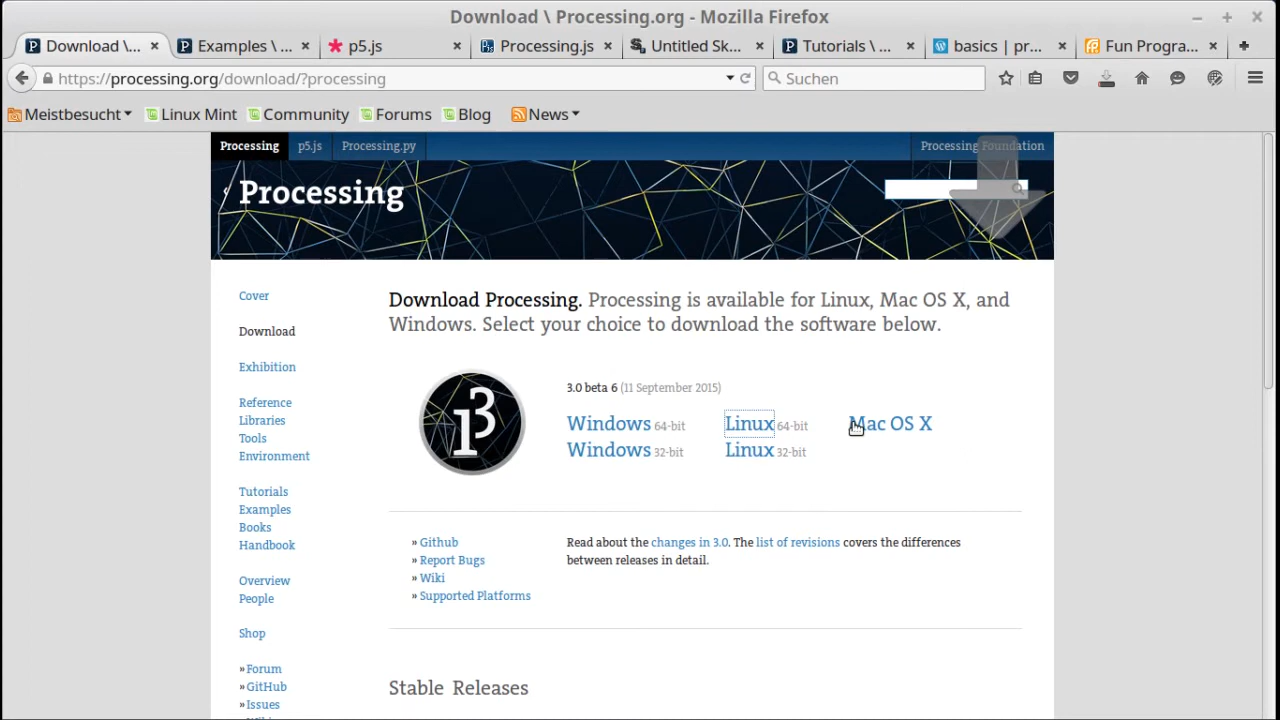 Download \ Processing.org - Mozilla Firefox
Download \...
Examples \ ...
p5.js
Processing.js
Untitled Sk...
Tutorials \ ...
basics | pr...
Fun Progra...
https://processing.org/download/?processing
Suchen
Meistbesucht
Linux Mint
Community
Forums
Blog
News
Processing
p5.js
Processing.py
Processing Foundation
Processing
Cover
Download
Exhibition
Reference
Libraries
Tools
Environment
Tutorials
Examples
Books
Handbook
Overview
People
Shop
» Forum
» GitHub
» Issues
Download Processing. Processing is available for Linux, Mac OS X, and
Windows. Select your choice to download the software below.
3.0 beta 6 (11 September 2015)
Windows 64-bit
Linux 64-bit
Mac OS X
Windows 32-bit
Linux 32-bit
» Github
» Report Bugs
» Wiki
» Supported Platforms
Read about the changes in 3.0. The list of revisions covers the differences
between releases in detail.
Stable Releases